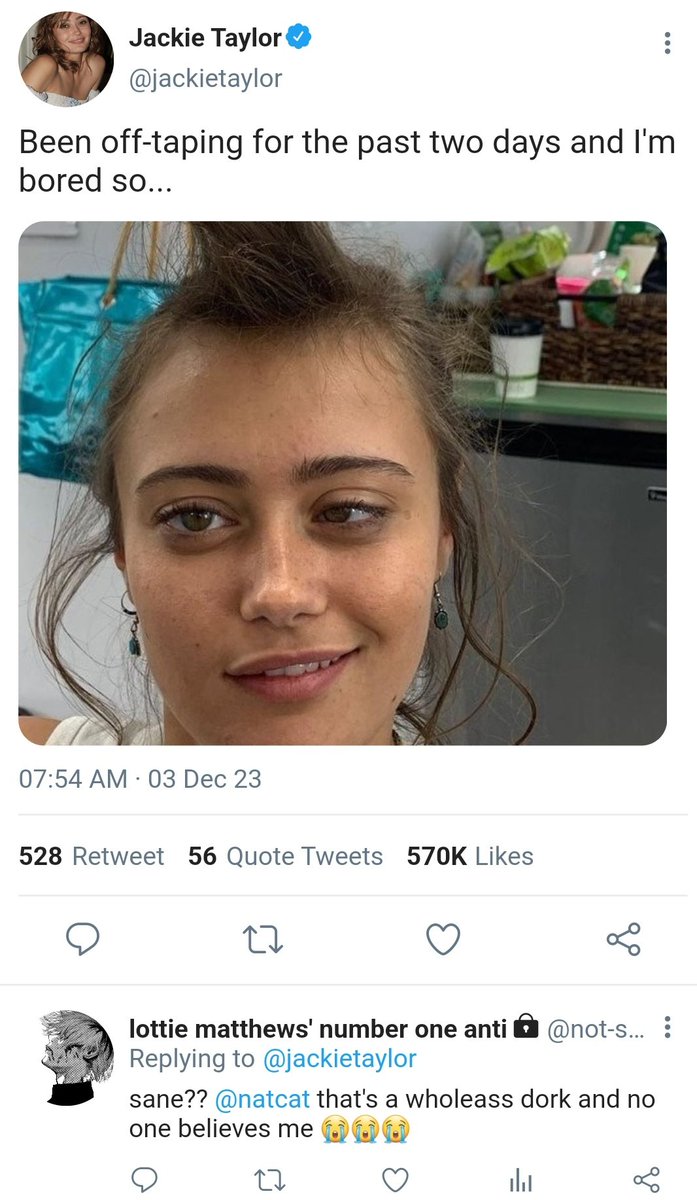 Jackie Taylor
@jackietaylor
Been off-taping for the past two days and I'm
bored so...
07:54 AM · 03 Dec 23
528 Retweet 56 Quote Tweets 570K Likes
lottie matthews' number one anti @not-s...
Replying to @jackietaylor
sane?? @natcat that's a wholeass dork and no
one believes me 😭😭😭